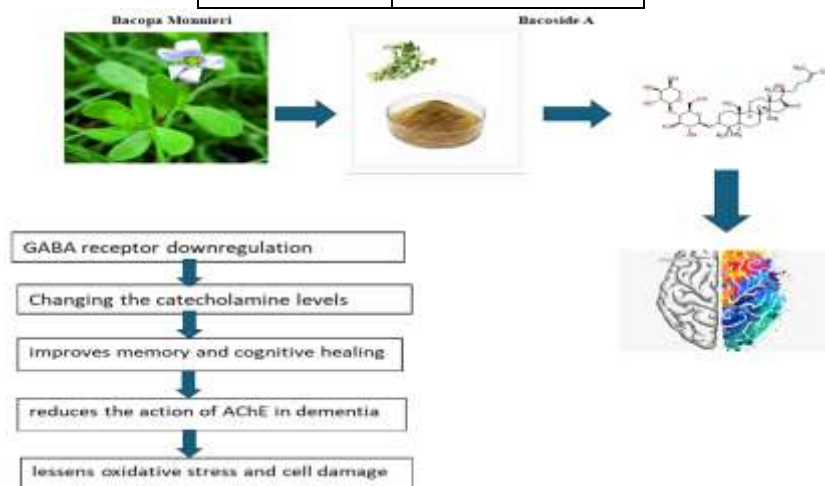 Bacopa Monnieri
Bacoside A
GABA receptor downregulation
Changing the catecholamine levels
improves memory and cognitive healing
reduces the action of AChE in dementia
lessens oxidative stress and cell damage